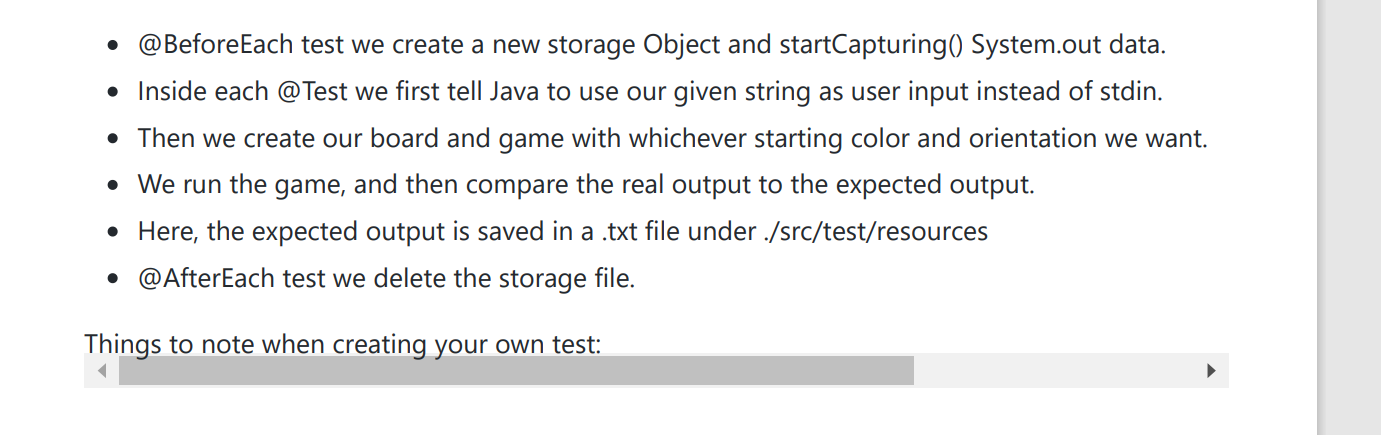 • @BeforeEach test we create a new storage Object and startCapturing() System.out data.
• Inside each @Test we first tell Java to use our given string as user input instead of stdin.
• Then we create our board and game with whichever starting color and orientation we want.
• We run the game, and then compare the real output to the expected output.
• Here, the expected output is saved in a .txt file under ./src/test/resources
• @AfterEach test we delete the storage file.
Things to note when creating your own test: